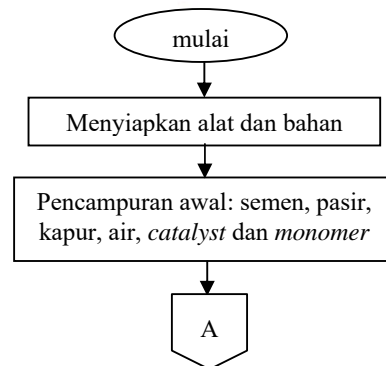 mulai
Menyiapkan alat dan bahan
Pencampuran awal: semen, pasir,
kapur, air, catalyst dan monomer
A